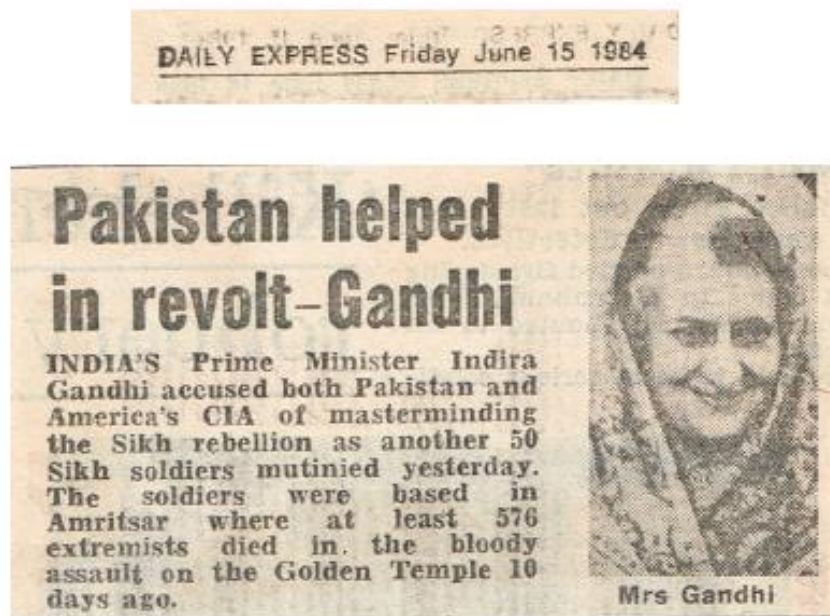 DAILY EXPRESS Friday June 15 1984
Pakistan helped
in revolt-Gandhi
INDIA'S Prime Minister Indira
Gandhi accused both Pakistan and
America's CIA of masterminding
the Sikh rebellion as another 50
Sikh soldiers mutinied yesterday.
The soldiers were based in
Amritsar where at least 576
extremists died in. the bloody
assault on the Golden Temple 10
days ago.
Mrs Gandhi